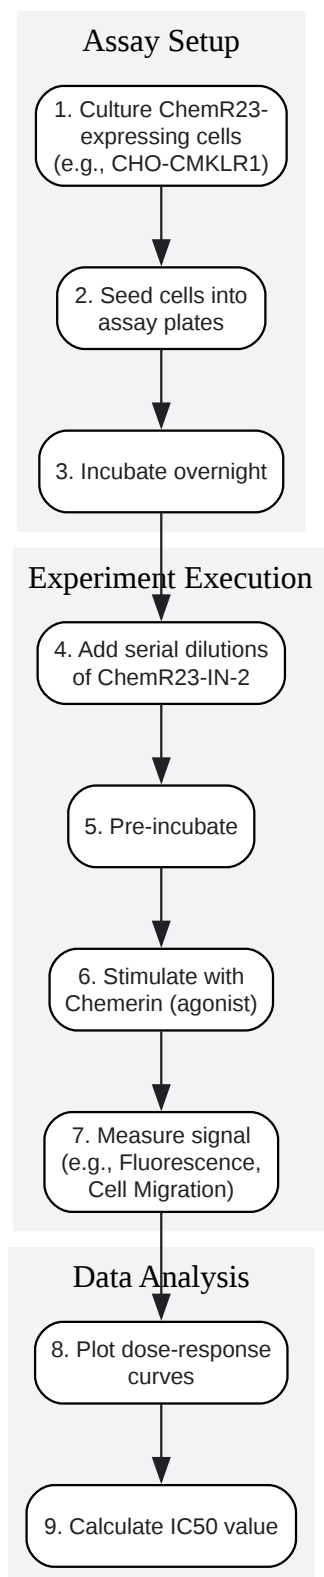 Assay Setup
1. Culture ChemR23-
expressing cells
(e.g., CHO-CMKLR1)
2. Seed cells into
assay plates
3. Incubate overnight
Experiment Execution
4. Add serial dilutions
of ChemR23-IN-2
5. Pre-incubate
6. Stimulate with
Chemerin (agonist)
7. Measure signal
(e.g., Fluorescence,
Cell Migration)
Data Analysis
8. Plot dose-response
curves
9. Calculate IC50 value